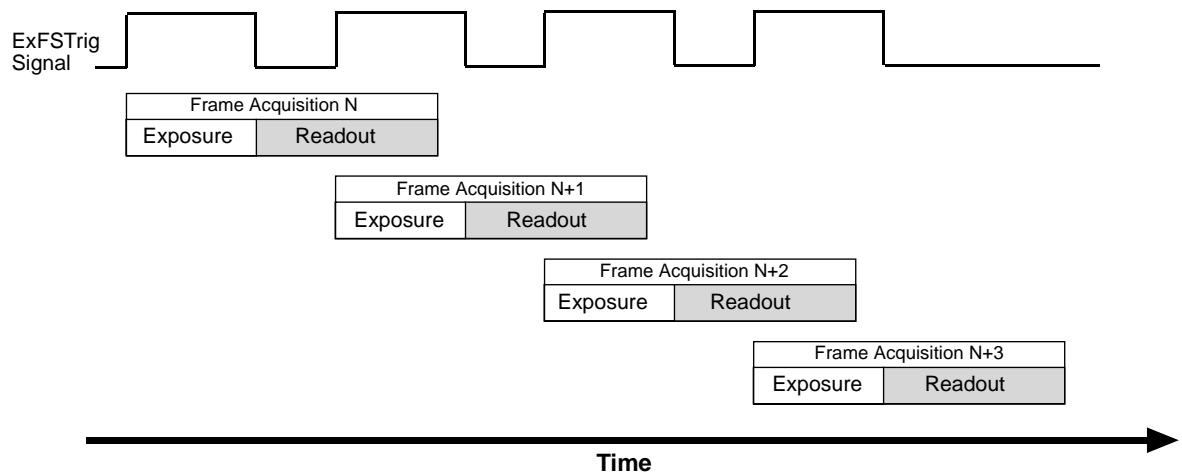 ExFSTrig
Signal
Frame Acquisition N
Exposure Readout
Frame Acquisition N+1
Exposure Readout
Frame Acquisition N+2
Exposure Readout
Frame Acquisition N+3
Exposure Readout
Time